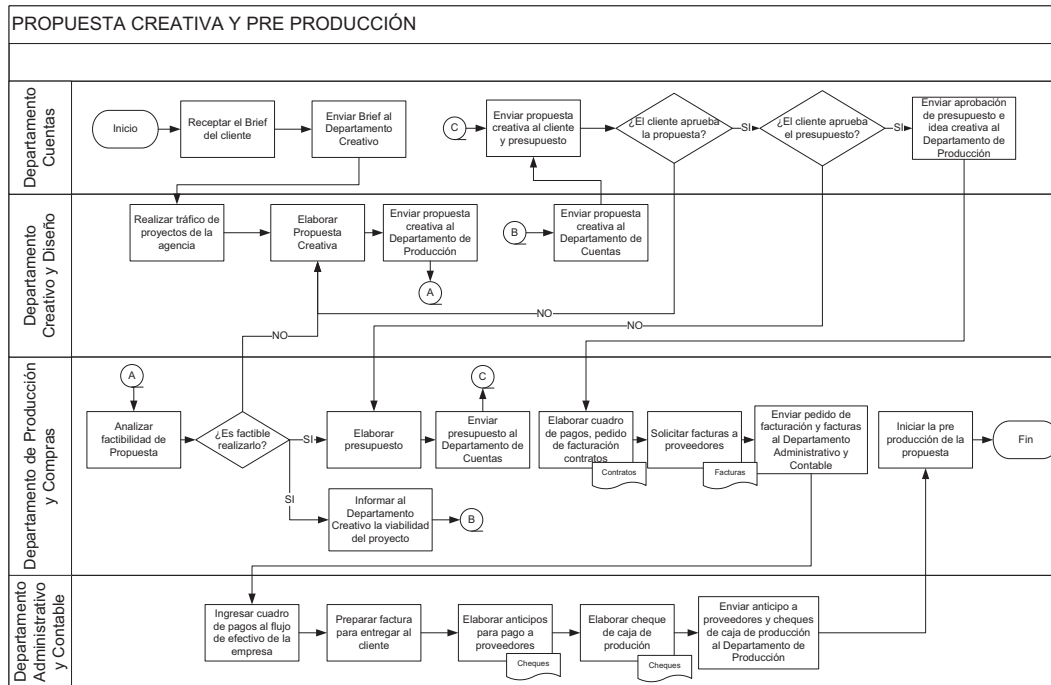 PROPUESTA CREATIVA Y PRE PRODUCCIÓN
Departamento
Cuentas
Inicio
Receptar el Brief
del cliente
Enviar Brief al
Departamento
Creativo
C
Enviar propuesta
creativa al cliente
y presupuesto
¿El cliente aprueba
la propuesta?
SI
¿El cliente aprueba
el presupuesto?
SI
Enviar aprobación
de presupuesto e
idea creativa al
Departamento de
Producción
Departamento
Creativo y Diseño
Realizar tráfico de
proyectos de la
agencia
Elaborar
Propuesta
Creativa
Enviar propuesta
creativa al
Departamento de
Producción
A
B
Enviar propuesta
creativa al
Departamento de
Cuentas
NO
NO
NO
Departamento de Producción
y Compras
A
Analizar
factibilidad de
Propuesta
¿Es factible
realizarlo?
SI
SI
Elaborar
presupuesto
C
Enviar
presupuesto al
Departamento de
Cuentas
Informar al
Departamento
Creativo la viabilidad
del proyecto
B
Elaborar cuadro
de pagos, pedido
de facturación
contratos
Contratos
Solicitar facturas a
proveedores
Facturas
Enviar pedido de
facturación y facturas
al Departamento
Administrativo y
Contable
Iniciar la pre
producción de la
propuesta
Fin
Departamento
Administrativo
y Contable
Ingresar cuadro
de pagos al flujo
de efectivo de la
empresa
Preparar factura
para entregar al
cliente
Elaborar anticipos
para pago a
proveedores
Cheques
Elaborar cheque
de caja de
produción
Cheques
Enviar anticipo a
proveedores y cheques
de caja de producción
al Departamento de
Producción